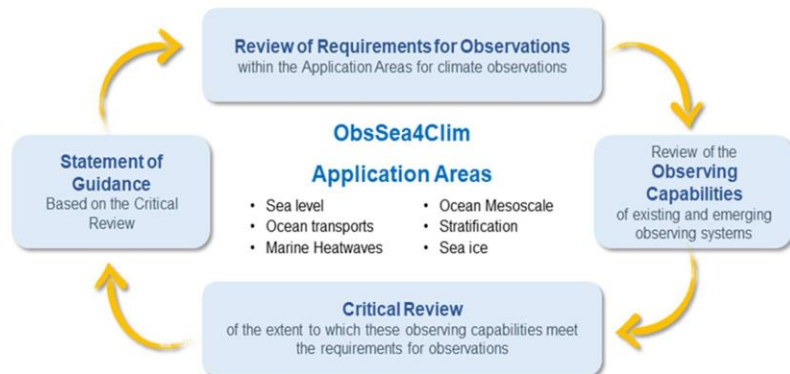 Review of Requirements for Observations
within the Application Areas for climate observations
ObsSea4Clim
Application Areas
• Sea level
• Ocean transports
• Marine Heatwaves
• Ocean Mesoscale
• Stratification
• Sea ice
Statement of
Guidance
Based on the Critical
Review
Review of the
Observing
Capabilities
of existing and emerging
observing systems
Critical Review
of the extent to which these observing capabilities meet
the requirements for observations